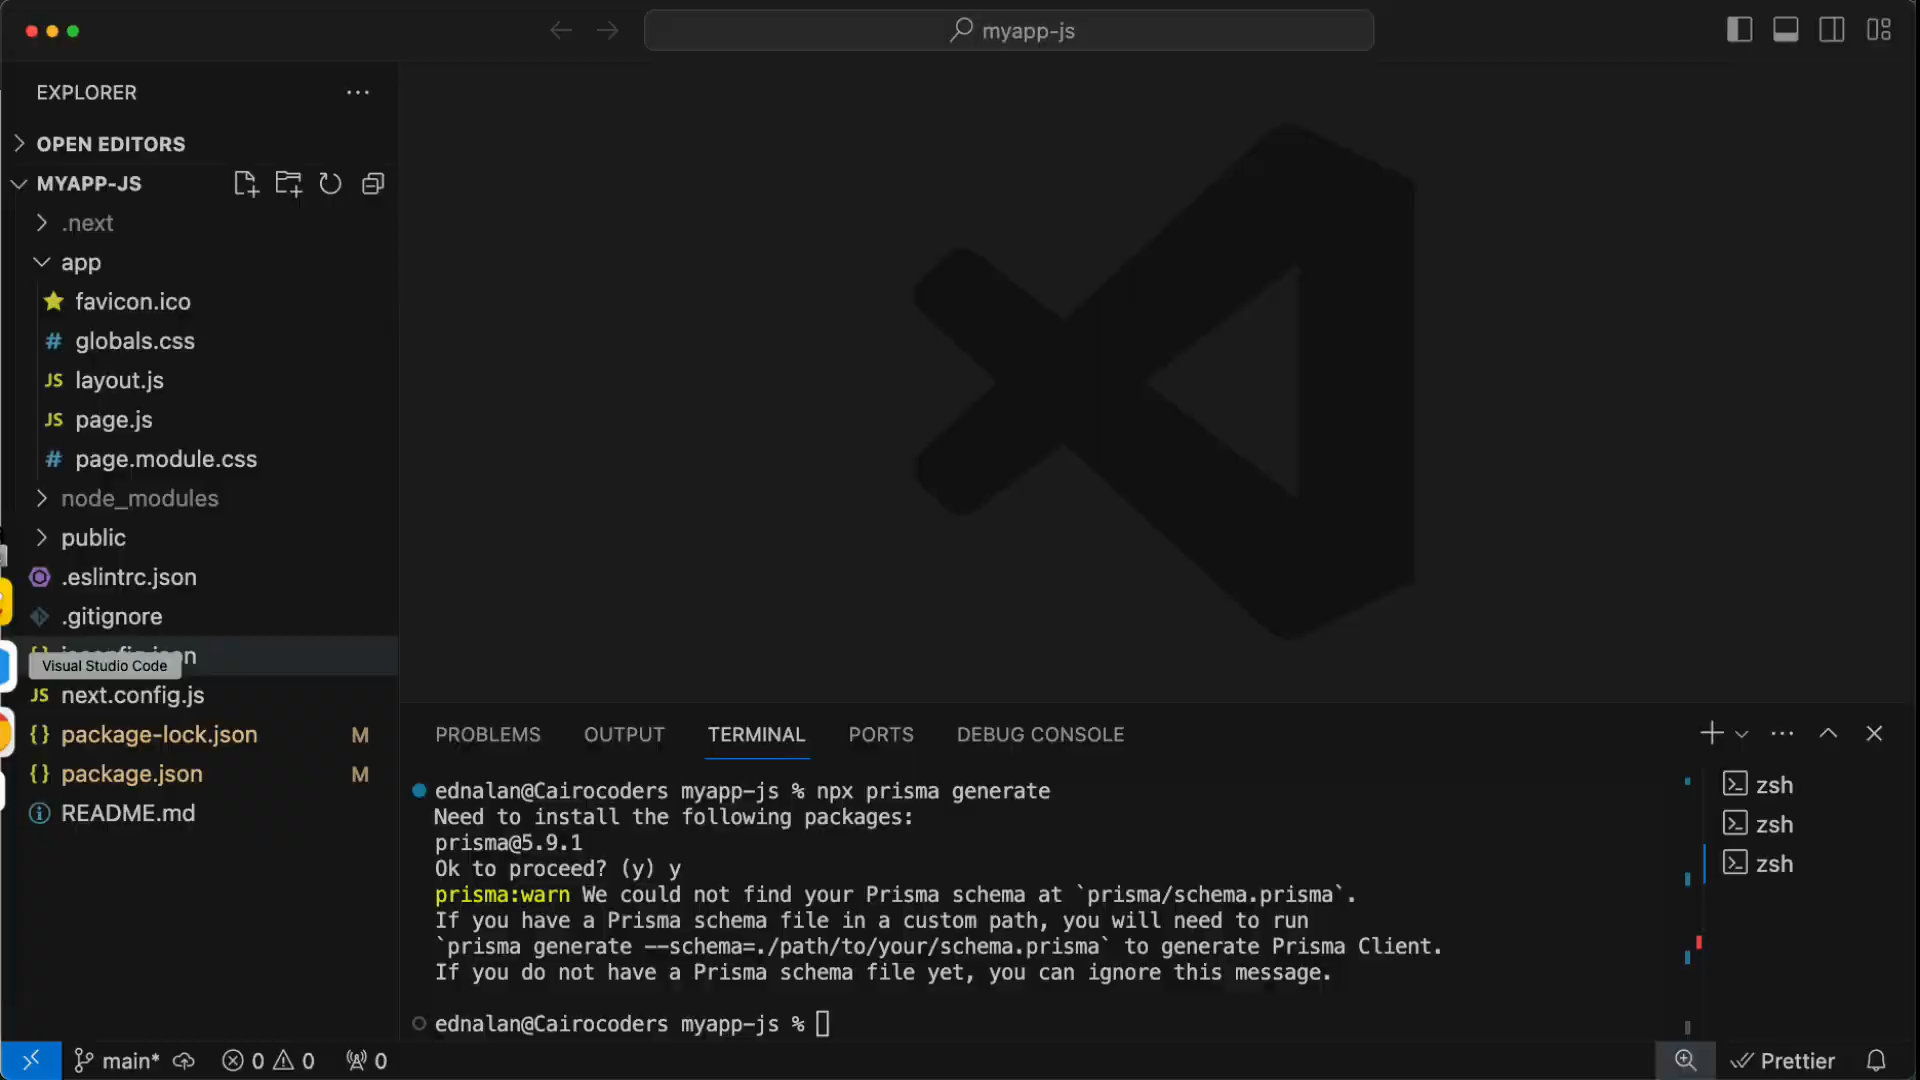 myapp-js
EXPLORER
OPEN EDITORS
MYAPP-JS
.next
app
favicon.ico
globals.css
JS layout.js
JS page.js
page.module.css
node_modules
public
.eslintrc.json
.gitignore
Visual Studio Code
JS next.config.js
package-lock.json M
package.json M
README.md
PROBLEMS OUTPUT TERMINAL PORTS DEBUG CONSOLE
ednalan@Cairocoders myapp-js % npx prisma generate
Need to install the following packages:
prisma@5.9.1
Ok to proceed? (y) y
prisma:warn We could not find your Prisma schema at `prisma/schema.prisma`.
If you have a Prisma schema file in a custom path, you will need to run
`prisma generate --schema=./path/to/your/schema.prisma` to generate Prisma Client.
If you do not have a Prisma schema file yet, you can ignore this message.
ednalan@Cairocoders myapp-js %
zsh
zsh
zsh
main* 0 0 0
Prettier